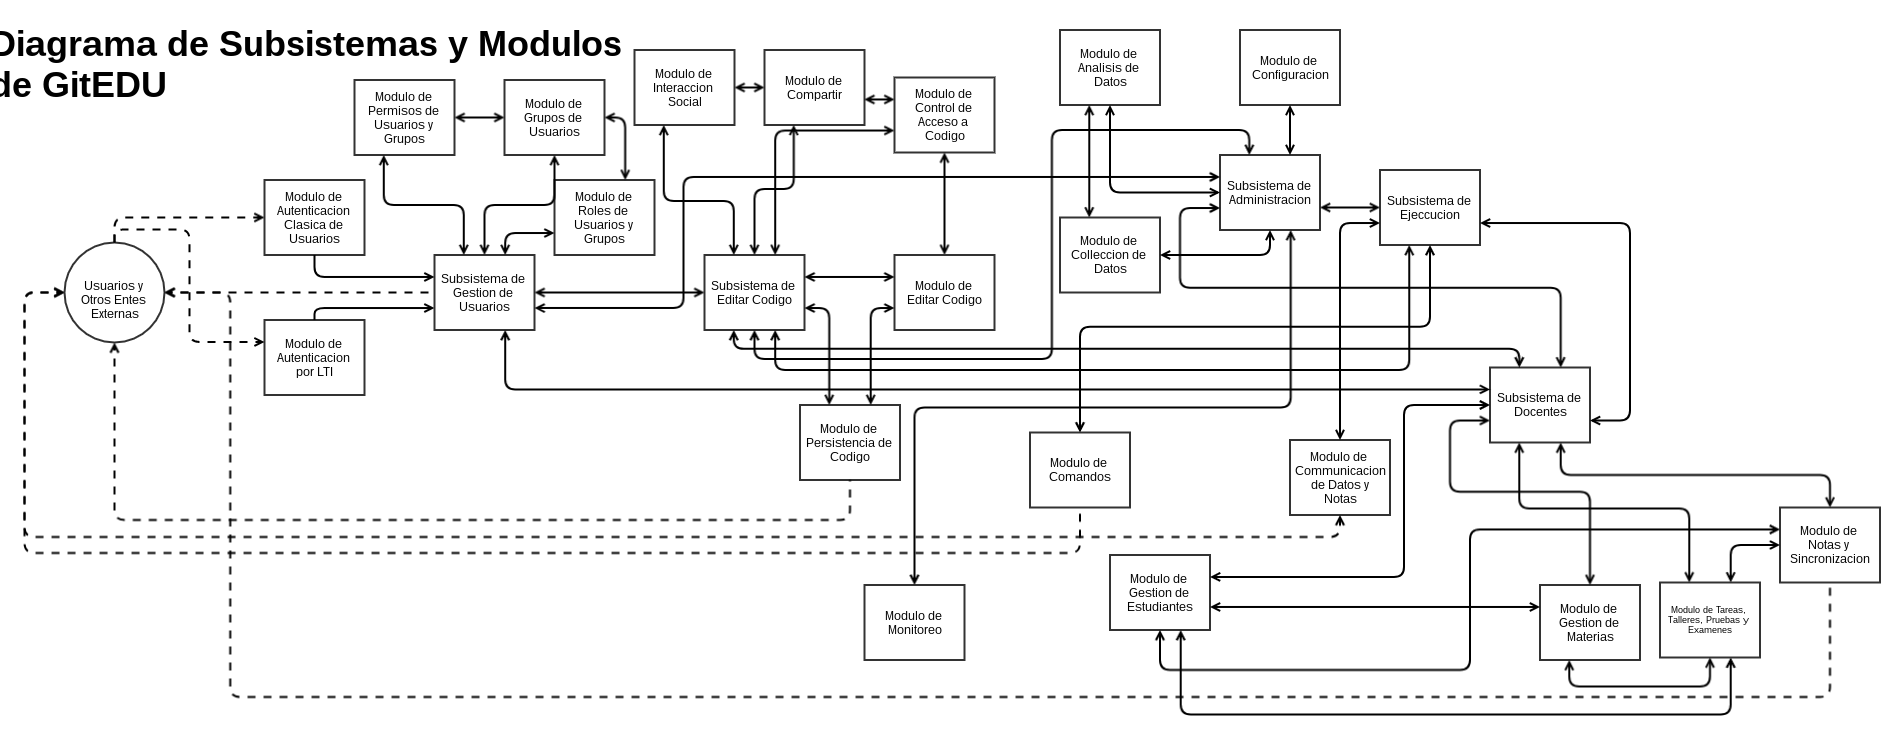 Diagrama de Subsistemas y Modulos
de GitEDU
Modulo de
Permisos de
Usuarios y
Grupos
Modulo de
Grupos de
Usuarios
Modulo de
Interaccion
Social
Modulo de
Compartir
Modulo de
Control de
Acceso a
Codigo
Modulo de
Analisis de
Datos
Modulo de
Configuracion
Modulo de
Autenticacion
Clasica de
Usuarios
Modulo de
Roles de
Usuarios y
Grupos
Subsistema de
Administracion
Subsistema de
Ejeccucion
Modulo de
Colleccion de
Datos
Usuarios y
Otros Entes
Externas
Subsistema de
Gestion de
Usuarios
Subsistema de
Editar Codigo
Modulo de
Editar Codigo
Modulo de
Autenticacion
por LTI
Subsistema de
Docentes
Modulo de
Persistencia de
Codigo
Modulo de
Comandos
Modulo de
Communicacion
de Datos y
Notas
Modulo de
Notas y
Sincronizacion
Modulo de
Monitoreo
Modulo de
Gestion de
Estudiantes
Modulo de
Gestion de
Materias
Modulo de Tareas,
Talleres, Pruebas y
Examenes